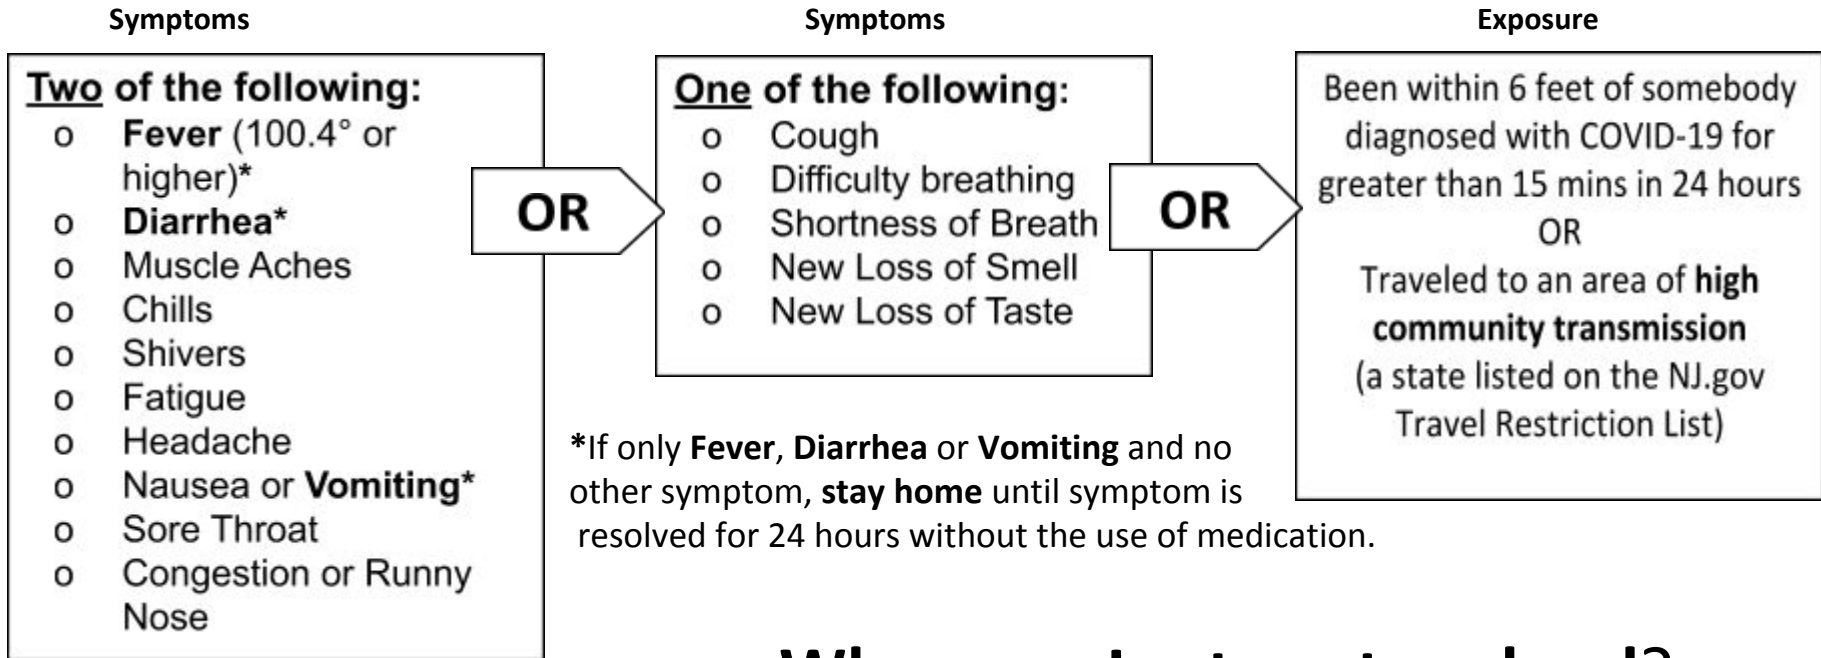 Symptoms
Two of the following:
o Fever (100.4° or
higher)*
o Diarrhea*
o Muscle Aches
o Chills
o Shivers
o Fatigue
o Headache
o Nausea or Vomiting*
o Sore Throat
o Congestion or Runny
Nose
OR
Symptoms
One of the following:
o Cough
o Difficulty breathing
o Shortness of Breath
o New Loss of Smell
o New Loss of Taste
OR
Exposure
Been within 6 feet of somebody
diagnosed with COVID-19 for
greater than 15 mins in 24 hours
OR
Traveled to an area of high
community transmission
(a state listed on the NJ.gov
Travel Restriction List)
*If only Fever, Diarrhea or Vomiting and no
other symptom, stay home until symptom is
resolved for 24 hours without the use of medication.